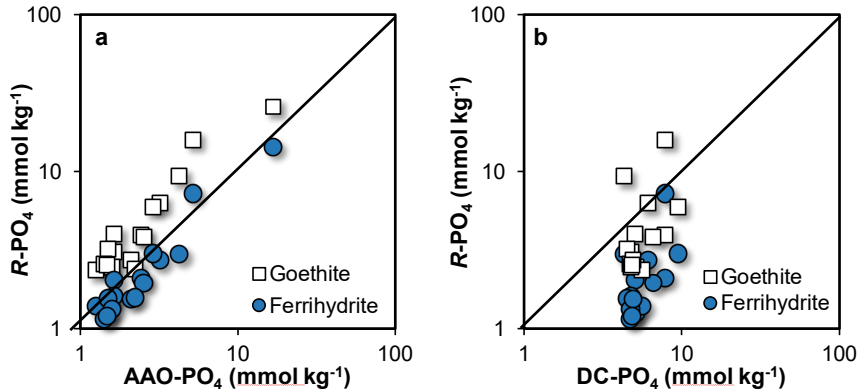 a
100
10
1
R-PO₄ (mmol kg⁻¹)
Goethite
Ferrihydrite
1 10 100
AAO-PO₄ (mmol kg⁻¹)
b
100
10
1
R-PO₄ (mmol kg⁻¹)
Goethite
Ferrihydrite
1 10 100
DC-PO₄ (mmol kg⁻¹)